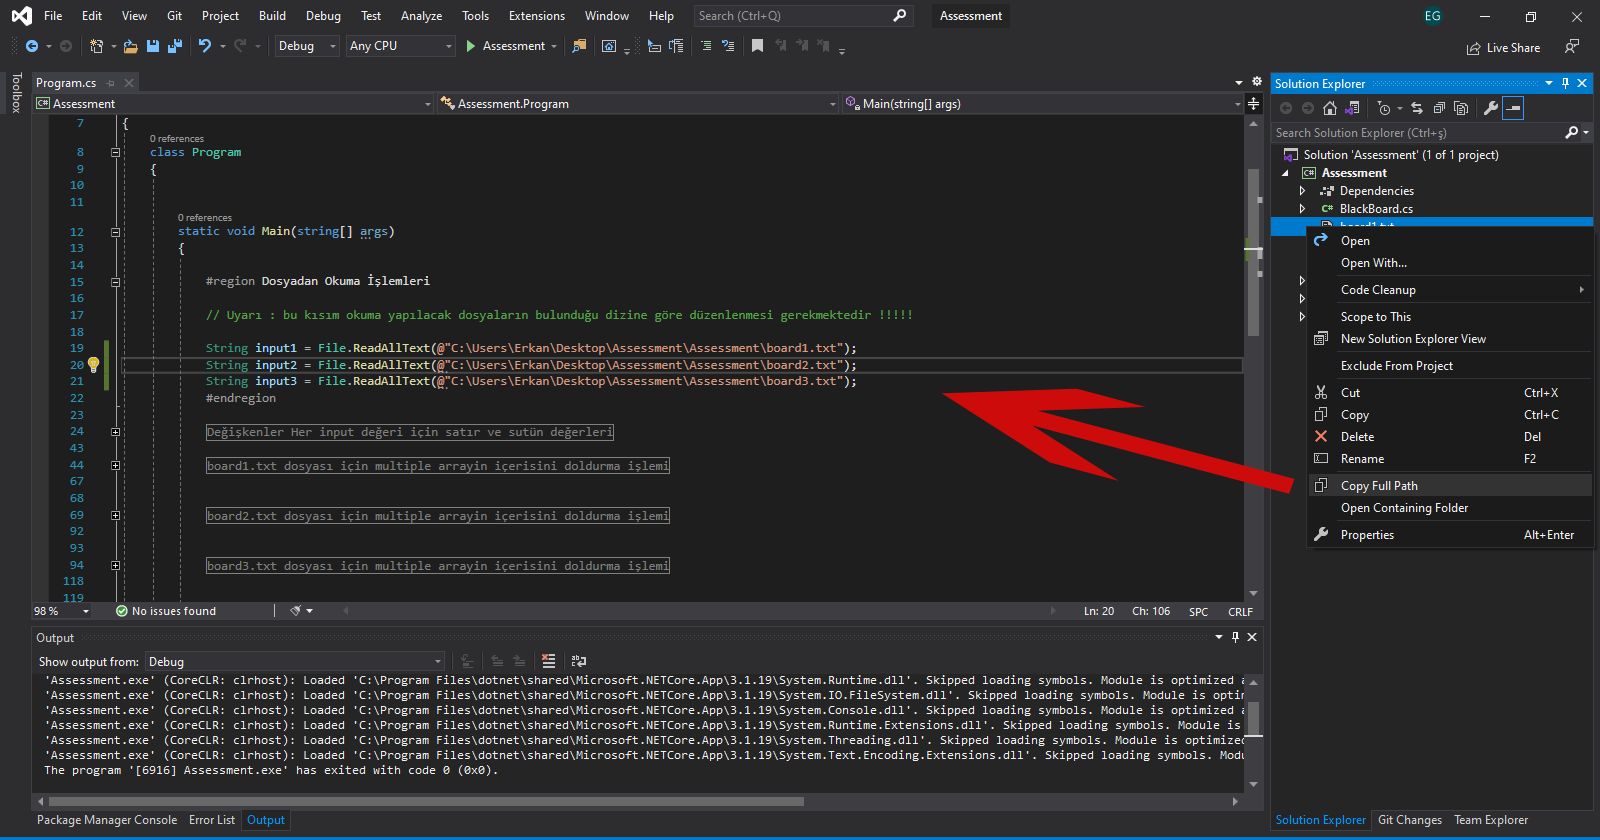 File Edit View Git Project Build Debug Test Analyze Tools Extensions Window Help Search (Ctrl+Q) Assessment EG
Debug Any CPU Assessment Live Share
Toolbox
Program.cs
Assessment Assessment.Program Main(string[] args)
7 {
0 references
8 class Program
9 {
10
11
0 references
12 static void Main(string[] args)
13 {
14
15 #region Dosyadan Okuma İşlemleri
16
17 // Uyarı : bu kısım okuma yapılacak dosyaların bulunduğu dizine göre düzenlenmesi gerekmektedir !!!!!
18
19 String input1 = File.ReadAllText(@"C:\Users\Erkan\Desktop\Assessment\Assessment\board1.txt");
20 String input2 = File.ReadAllText(@"C:\Users\Erkan\Desktop\Assessment\Assessment\board2.txt");
21 String input3 = File.ReadAllText(@"C:\Users\Erkan\Desktop\Assessment\Assessment\board3.txt");
22 #endregion
23
24 Değişkenler Her input değeri için satır ve sutün değerleri
43
44 board1.txt dosyası için multiple arrayin içerisini doldurma işlemi
67
68
69 board2.txt dosyası için multiple arrayin içerisini doldurma işlemi
92
93
94 board3.txt dosyası için multiple arrayin içerisini doldurma işlemi
118
119
98 % No issues found Ln: 20 Ch: 106 SPC CRLF
Output
Show output from: Debug
'Assessment.exe' (CoreCLR: clrhost): Loaded 'C:\Program Files\dotnet\shared\Microsoft.NETCore.App\3.1.19\System.Runtime.dll'. Skipped loading symbols. Module is optimized a
'Assessment.exe' (CoreCLR: clrhost): Loaded 'C:\Program Files\dotnet\shared\Microsoft.NETCore.App\3.1.19\System.IO.FileSystem.dll'. Skipped loading symbols. Module is optim
'Assessment.exe' (CoreCLR: clrhost): Loaded 'C:\Program Files\dotnet\shared\Microsoft.NETCore.App\3.1.19\System.Console.dll'. Skipped loading symbols. Module is optimized a
'Assessment.exe' (CoreCLR: clrhost): Loaded 'C:\Program Files\dotnet\shared\Microsoft.NETCore.App\3.1.19\System.Runtime.Extensions.dll'. Skipped loading symbols. Module is
'Assessment.exe' (CoreCLR: clrhost): Loaded 'C:\Program Files\dotnet\shared\Microsoft.NETCore.App\3.1.19\System.Threading.dll'. Skipped loading symbols. Module is optimized
'Assessment.exe' (CoreCLR: clrhost): Loaded 'C:\Program Files\dotnet\shared\Microsoft.NETCore.App\3.1.19\System.Text.Encoding.Extensions.dll'. Skipped loading symbols. Modu
The program '[6916] Assessment.exe' has exited with code 0 (0x0).
Package Manager Console Error List Output
Solution Explorer
Search Solution Explorer (Ctrl+ş)
Solution 'Assessment' (1 of 1 project)
C# Assessment
Dependencies
C# BlackBoard.cs
board1.txt
Open
Open With...
Code Cleanup
Scope to This
New Solution Explorer View
Exclude From Project
Cut Ctrl+X
Copy Ctrl+C
Delete Del
Rename F2
Copy Full Path
Open Containing Folder
Properties Alt+Enter
Solution Explorer Git Changes Team Explorer